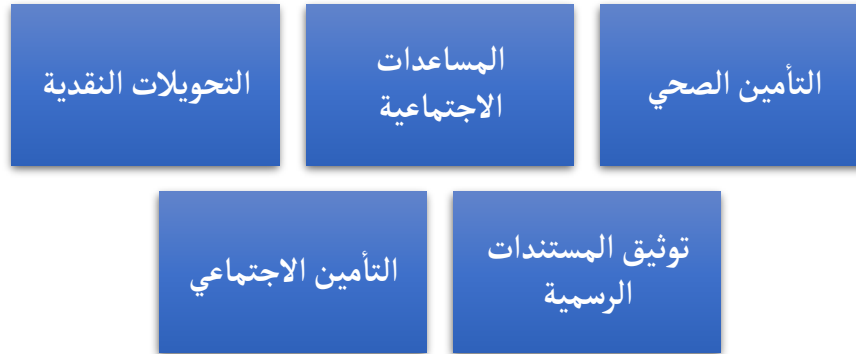 التأمين الصحي
المساعدات
الاجتماعية
التحويلات النقدية
توثيق المستندات
الرسمية
التأمين الاجتماعي